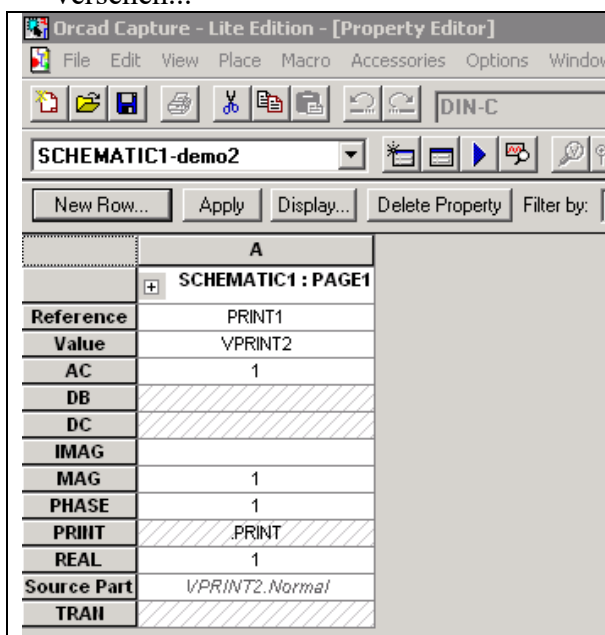 versehen...
Orcad Capture - Lite Edition - [Property Editor]
File Edit View Place Macro Accessories Options Window
DIN-C
SCHEMATIC1-demo2
New Row... Apply Display... Delete Property Filter by:
A
SCHEMATIC1 : PAGE1
Reference PRINT1
Value VPRINT2
AC 1
DB
DC
IMAG
MAG 1
PHASE 1
PRINT .PRINT
REAL 1
Source Part VPRINT2.Normal
TRAN